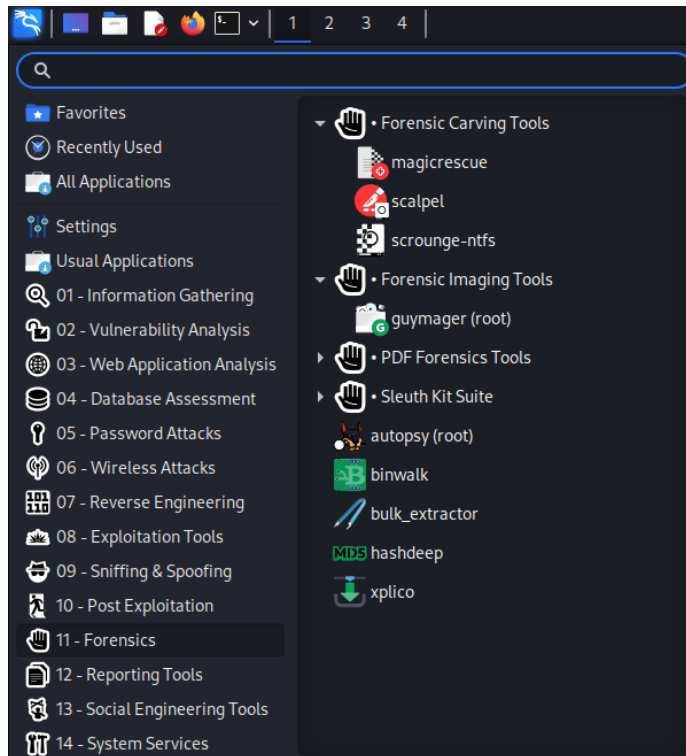 1 2 3 4
Favorites
Recently Used
All Applications
Settings
Usual Applications
01 - Information Gathering
02 - Vulnerability Analysis
03 - Web Application Analysis
04 - Database Assessment
05 - Password Attacks
06 - Wireless Attacks
07 - Reverse Engineering
08 - Exploitation Tools
09 - Sniffing & Spoofing
10 - Post Exploitation
11 - Forensics
12 - Reporting Tools
13 - Social Engineering Tools
14 - System Services
• Forensic Carving Tools
magicrescue
scalpel
scrounge-ntfs
• Forensic Imaging Tools
G
guymager (root)
• PDF Forensics Tools
• Sleuth Kit Suite
autopsy (root)
B
binwalk
bulk_extractor
MD5 hashdeep
xplico